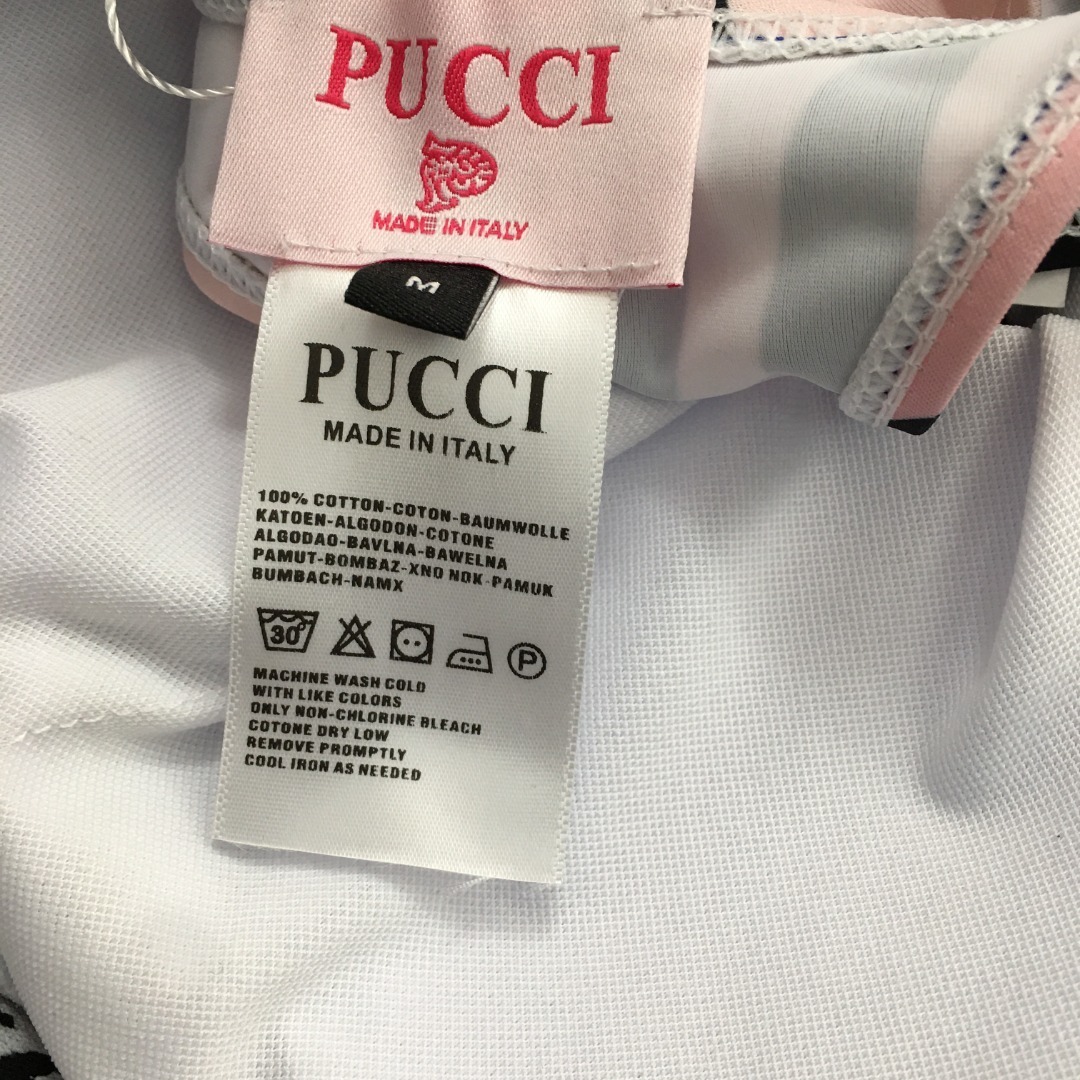 PUCCI
MADE IN ITALY
M
PUCCI
MADE IN ITALY
100% COTTON-COTON-BAUMWOLLE
KATOEN-ALGODON-COTONE
ALGODAO-BAVLNA-BAWELNA
PAMUT-BOMBAZ-XNO NOK-PAMUK
BUMBACH-NAMX
30°
P
MACHINE WASH COLD
WITH LIKE COLORS
ONLY NON-CHLORINE BLEACH
COTONE DRY LOW
REMOVE PROMPTLY
COOL IRON AS NEEDED